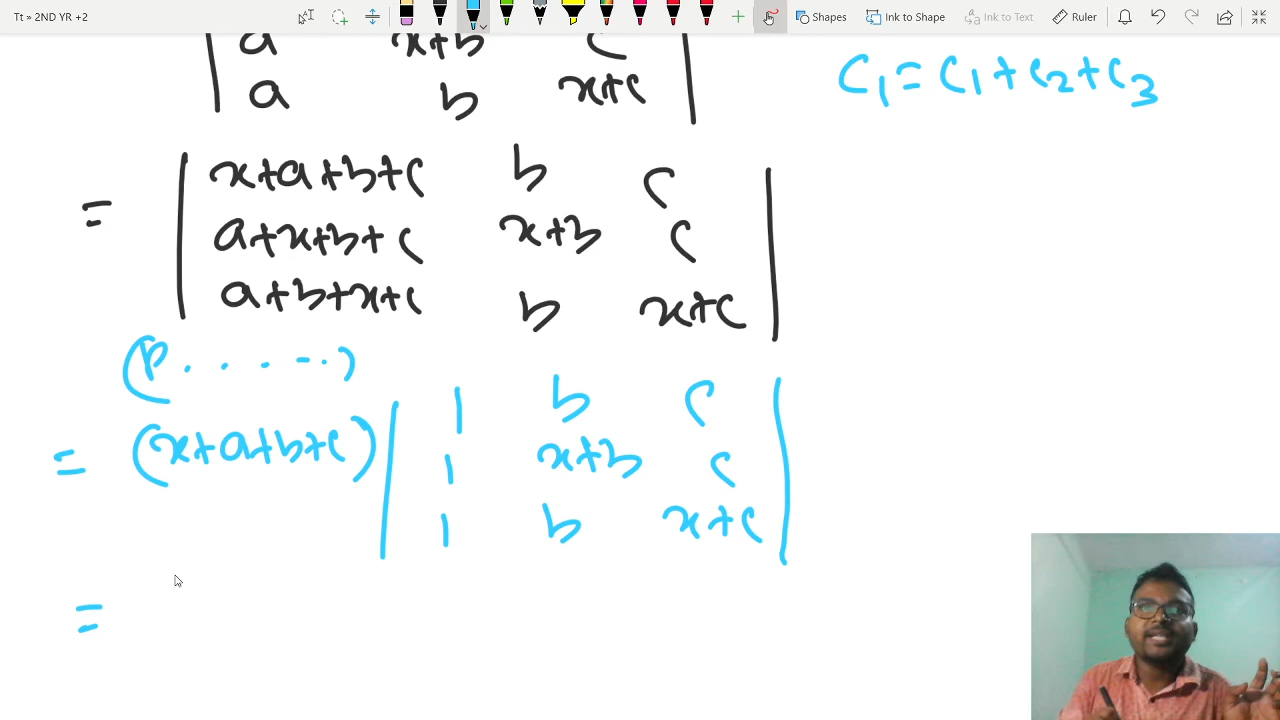 Tt » 2ND YR +2
Shapes Ink to Shape Ink to Text Ruler
a x+b c
a b x+c
C1 = C1 + C2 + C3
x+a+b+c b c
= a+x+b+c x+b c
a+b+x+c b x+c
(P . . . . - . )
1 b c
= (x+a+b+c) 1 x+b c
1 b x+c
=